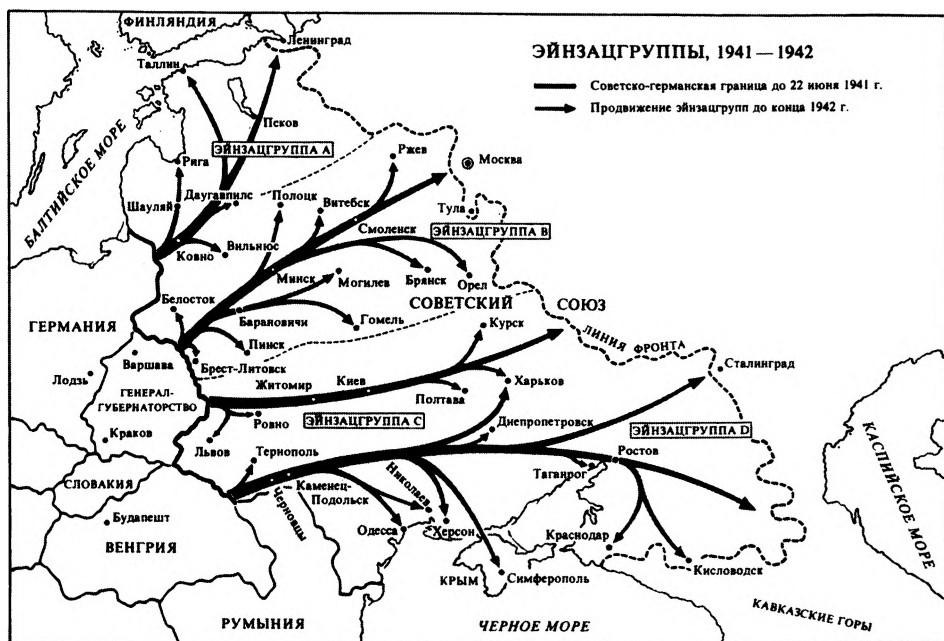 ФИНЛЯНДИЯ
Ленинград
Таллин
ЭЙНЗАЦГРУППЫ, 1941—1942
Советско-германская граница до 22 июня 1941 г.
Продвижение эйнзацгрупп до конца 1942 г.
БАЛТИЙСКОЕ МОРЕ
Псков
ЭЙНЗАЦГРУППА A
Рига
Ржев
Москва
Даугавпилс
Полоцк
Витебск
Шауляй
Тула
Смоленск
ЭЙНЗАЦГРУППА B
Ковно
Вильнюс
Минск
Могилев
Брянск
Орел
Белосток
СОВЕТСКИЙ
СОЮЗ
ГЕРМАНИЯ
Барановичи
Гомель
Курск
ЛИНИЯ ФРОНТА
Пинск
Варшава
Брест-Литовск
Сталинград
Лодзь
Житомир
Киев
Харьков
ГЕНЕРАЛ-
ГУБЕРНАТОРСТВО
Полтава
Ровно
ЭЙНЗАЦГРУППА C
Днепропетровск
ЭЙНЗАЦГРУППА D
Краков
Львов
Тернополь
Ростов
Таганрог
СЛОВАКИЯ
Каменец-
Подольск
Николаев
КАСПИЙСКОЕ МОРЕ
Черновцы
Будапешт
Одесса
Херсон
Краснодар
ВЕНГРИЯ
КРЫМ
Симферополь
Кисловодск
РУМЫНИЯ
ЧЕРНОЕ МОРЕ
КАВКАЗСКИЕ ГОРЫ